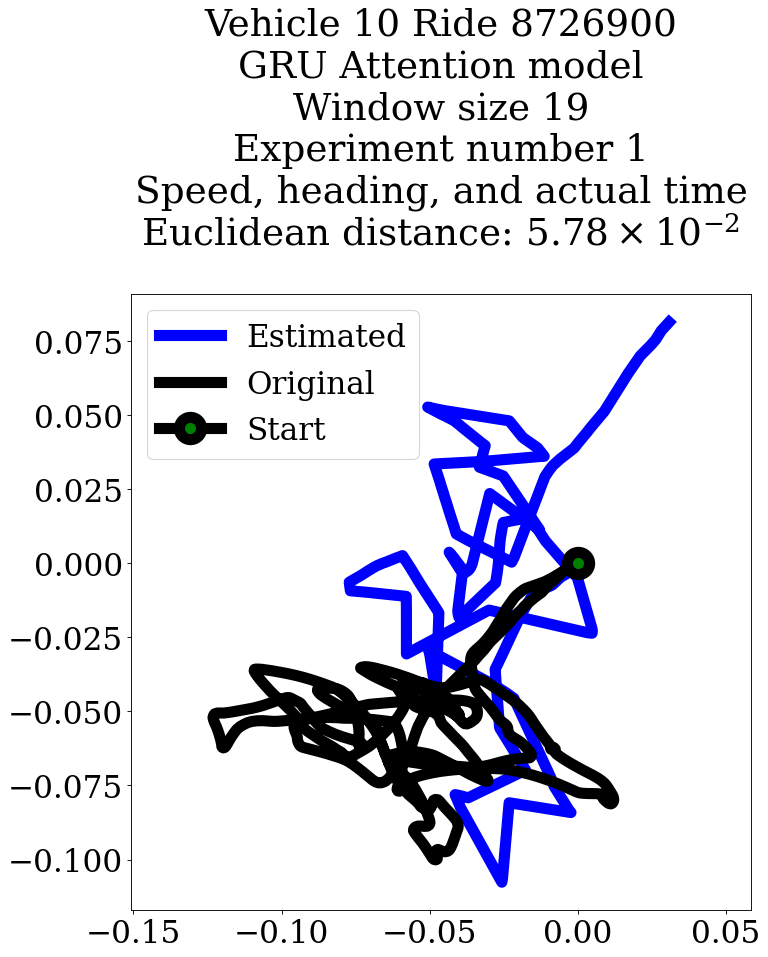 Vehicle 10 Ride 8726900
GRU Attention model
Window size 19
Experiment number 1
Speed, heading, and actual time
Euclidean distance: 5.78 × 10⁻²
Estimated
Original
Start
0.075
0.050
0.025
0.000
−0.025
−0.050
−0.075
−0.100
−0.15 −0.10 −0.05 0.00 0.05